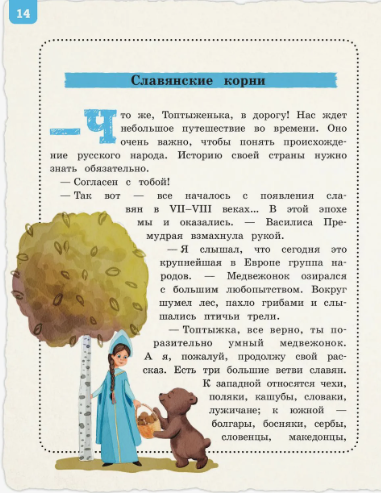 14
Славянские корни
— Что же, Топтыженька, в дорогу! Нас ждет
небольшое путешествие во времени. Оно
очень важно, чтобы понять происхожде-
ние русского народа. Историю своей страны нужно
знать обязательно.
— Согласен с тобой!
— Так вот — все началось с появления сла-
вян в VII–VIII веках... В этой эпохе
мы и оказались. — Василиса Пре-
мудрая взмахнула рукой.
— Я слышал, что сегодня это
крупнейшая в Европе группа на-
родов. — Медвежонок озирался
с большим любопытством. Вокруг
шумел лес, пахло грибами и слы-
шались птичьи трели.
— Топтыжка, все верно, ты по-
разительно умный медвежонок.
А я, пожалуй, продолжу свой рас-
сказ. Есть три большие ветви славян.
К западной относятся чехи,
поляки, кашубы, словаки,
лужичане; к южной —
болгары, босняки, сербы,
словенцы, македонцы,